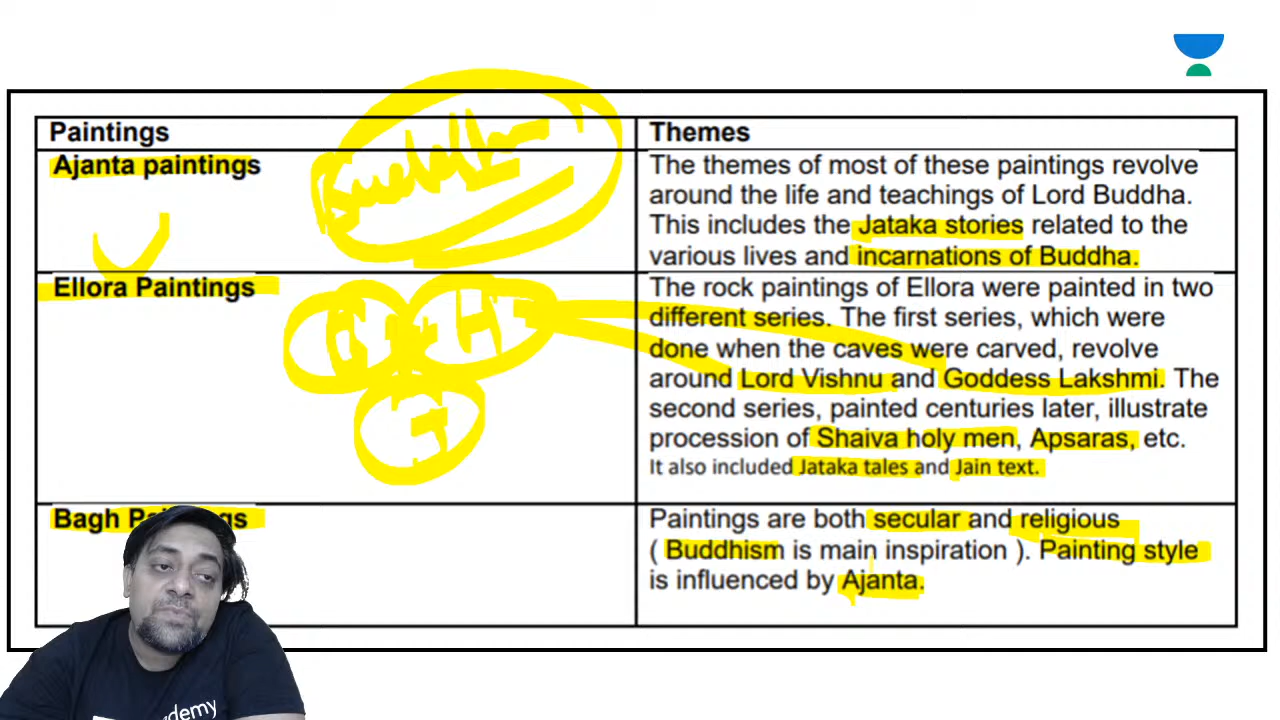 Paintings
Themes
Ajanta paintings
Buddha
The themes of most of these paintings revolve
around the life and teachings of Lord Buddha.
This includes the Jataka stories related to the
various lives and incarnations of Buddha.
Ellora Paintings
H
J
The rock paintings of Ellora were painted in two
different series. The first series, which were
done when the caves were carved, revolve
around Lord Vishnu and Goddess Lakshmi. The
second series, painted centuries later, illustrate
procession of Shaiva holy men, Apsaras, etc.
It also included Jataka tales and Jain text.
Bagh Paintings
Paintings are both secular and religious
( Buddhism is main inspiration ). Painting style
is influenced by Ajanta.